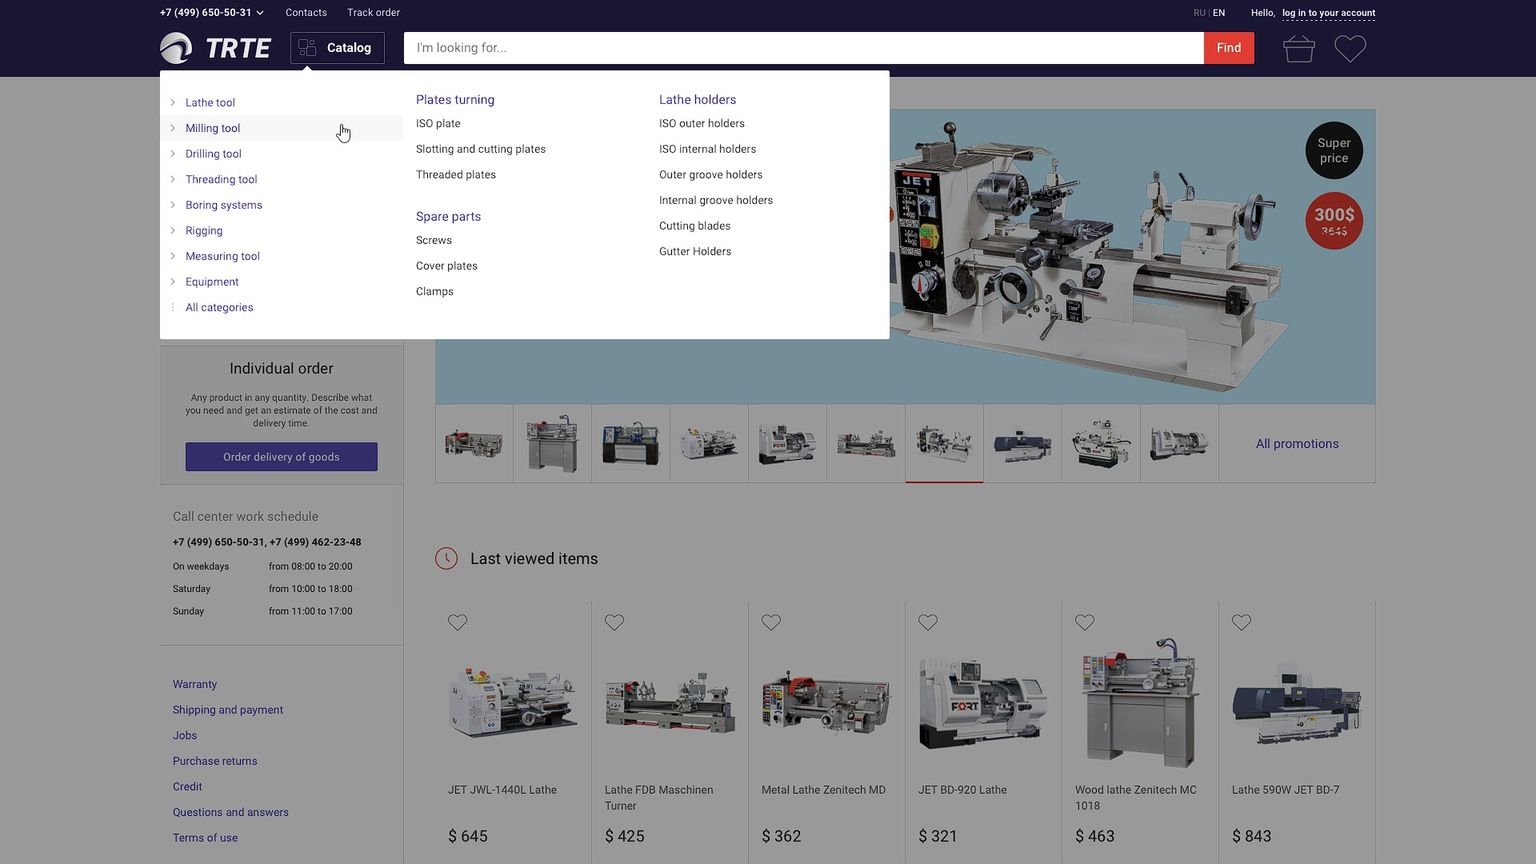 +7 (499) 650-50-31
Contacts
Track order
RU | EN
Hello, log in to your account
TRTE
Catalog
I'm looking for...
Find
Lathe tool
Milling tool
Drilling tool
Threading tool
Boring systems
Rigging
Measuring tool
Equipment
All categories
Plates turning
ISO plate
Slotting and cutting plates
Threaded plates
Spare parts
Screws
Cover plates
Clamps
Lathe holders
ISO outer holders
ISO internal holders
Outer groove holders
Internal groove holders
Cutting blades
Gutter Holders
JET
Super
price
300$
364$
Individual order
Any product in any quantity. Describe what
you need and get an estimate of the cost and
delivery time.
Order delivery of goods
All promotions
Call center work schedule
+7 (499) 650-50-31, +7 (499) 462-23-48
On weekdays from 08:00 to 20:00
Saturday from 10:00 to 18:00
Sunday from 11:00 to 17:00
Last viewed items
Warranty
Shipping and payment
Jobs
Purchase returns
Credit
Questions and answers
Terms of use
FORT
JET JWL-1440L Lathe
$ 645
Lathe FDB Maschinen
Turner
$ 425
Metal Lathe Zenitech MD
$ 362
JET BD-920 Lathe
$ 321
Wood lathe Zenitech MC
1018
$ 463
Lathe 590W JET BD-7
$ 843